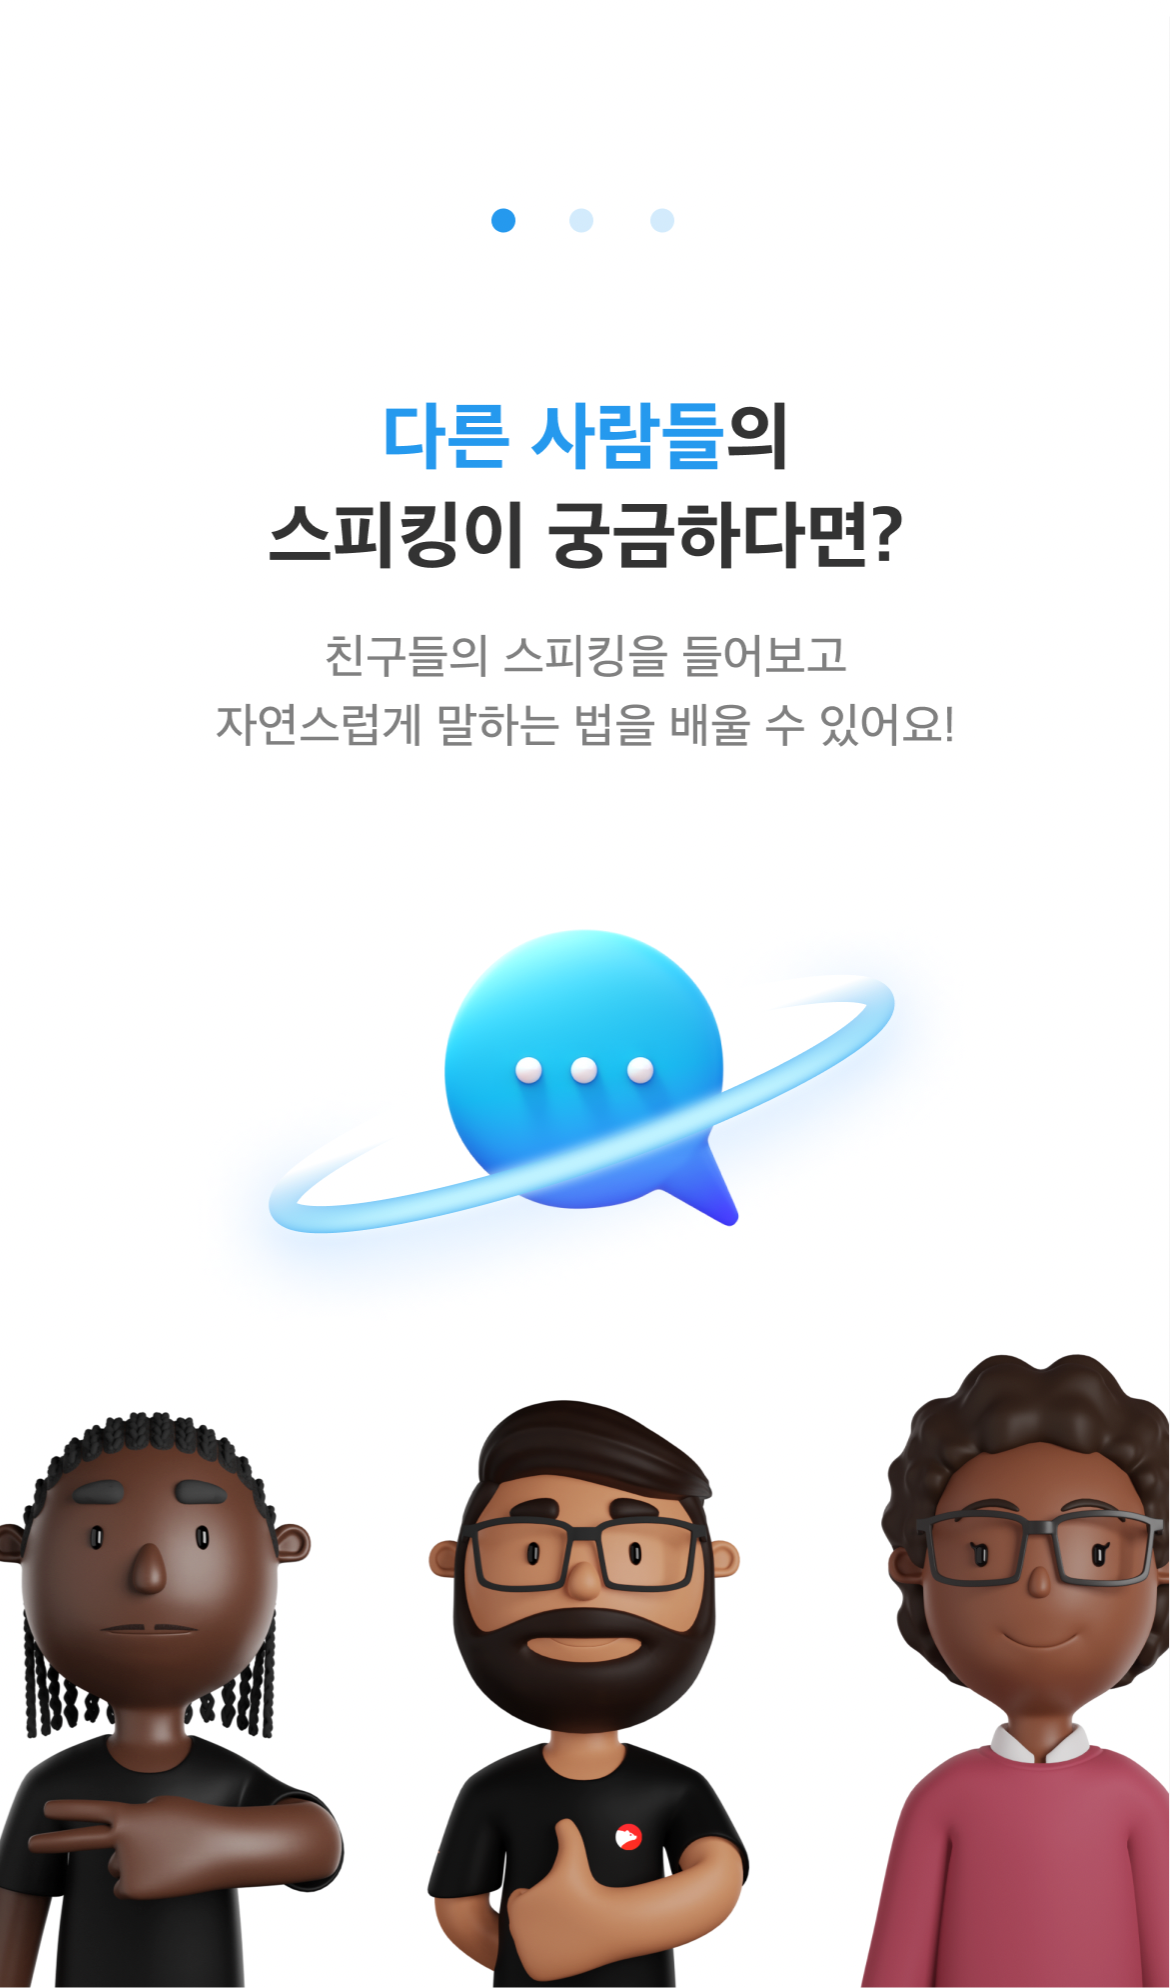 다른 사람들의
스피킹이 궁금하다면?
친구들의 스피킹을 들어보고
자연스럽게 말하는 법을 배울 수 있어요!